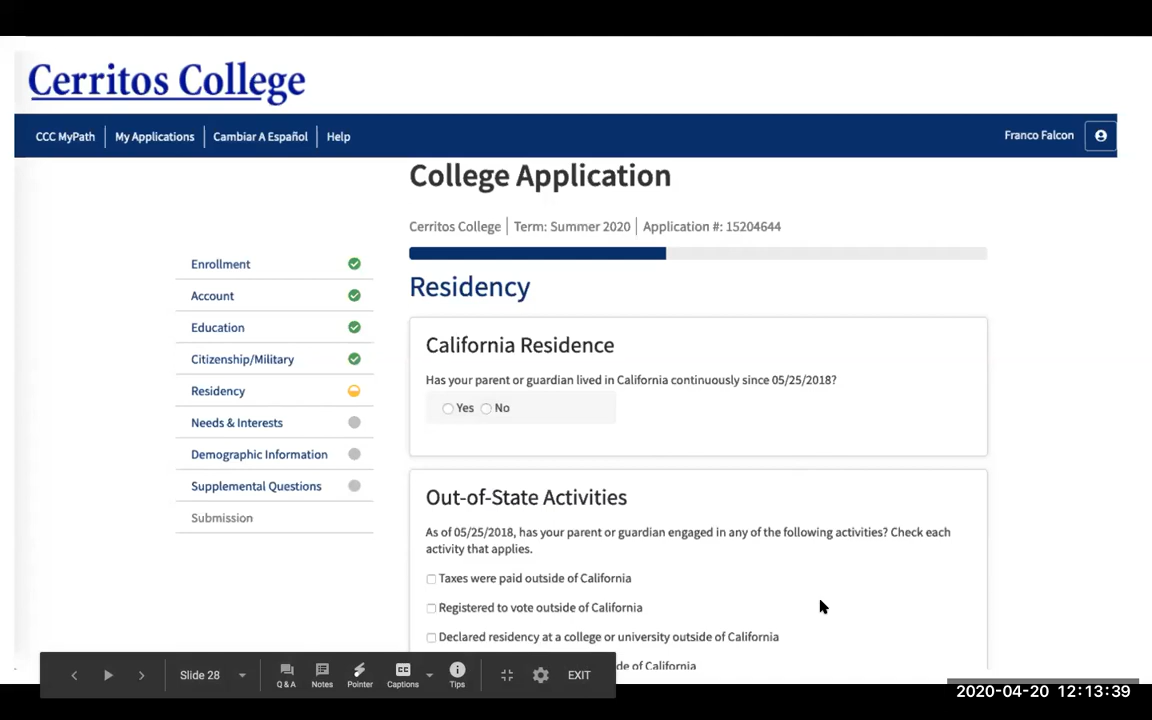 Cerritos College
CCC MyPath
My Applications
Cambiar A Español
Help
Franco Falcon
College Application
Cerritos College
Term: Summer 2020
Application #: 15204644
Enrollment
Account
Education
Citizenship/Military
Residency
Needs & Interests
Demographic Information
Supplemental Questions
Submission
Residency
California Residence
Has your parent or guardian lived in California continuously since 05/25/2018?
Yes
No
Out-of-State Activities
As of 05/25/2018, has your parent or guardian engaged in any of the following activities? Check each
activity that applies.
Taxes were paid outside of California
Registered to vote outside of California
Declared residency at a college or university outside of California
of California
Slide 28
Q & A
Notes
Pointer
CC
Captions
Tips
EXIT
2020-04-20 12:13:39